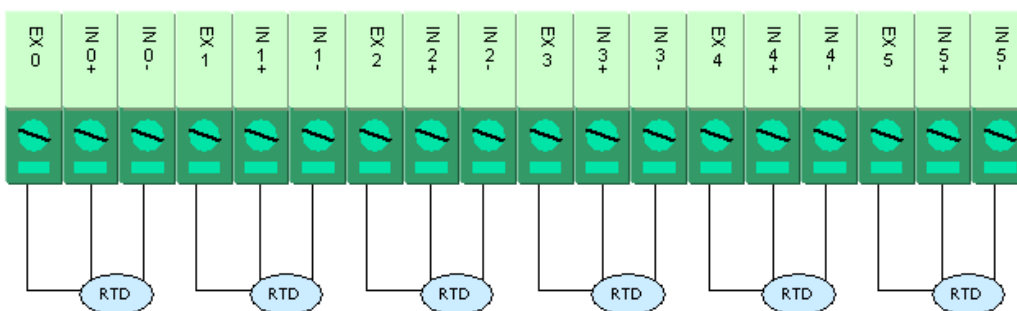 EX 0
IN 0+
IN 0-
EX 1
IN 1+
IN 1-
EX 2
IN 2+
IN 2-
EX 3
IN 3+
IN 3-
EX 4
IN 4+
IN 4-
EX 5
IN 5+
IN 5-
RTD
RTD
RTD
RTD
RTD
RTD